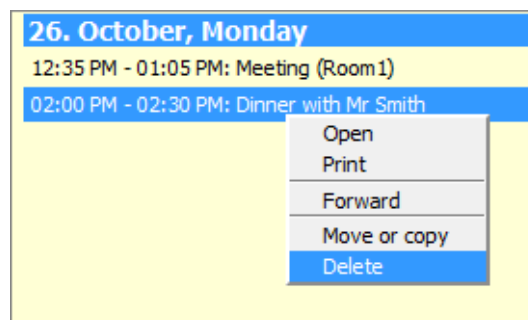 26. October, Monday
12:35 PM - 01:05 PM: Meeting (Room1)
02:00 PM - 02:30 PM: Dinner with Mr Smith
Open
Print
Forward
Move or copy
Delete